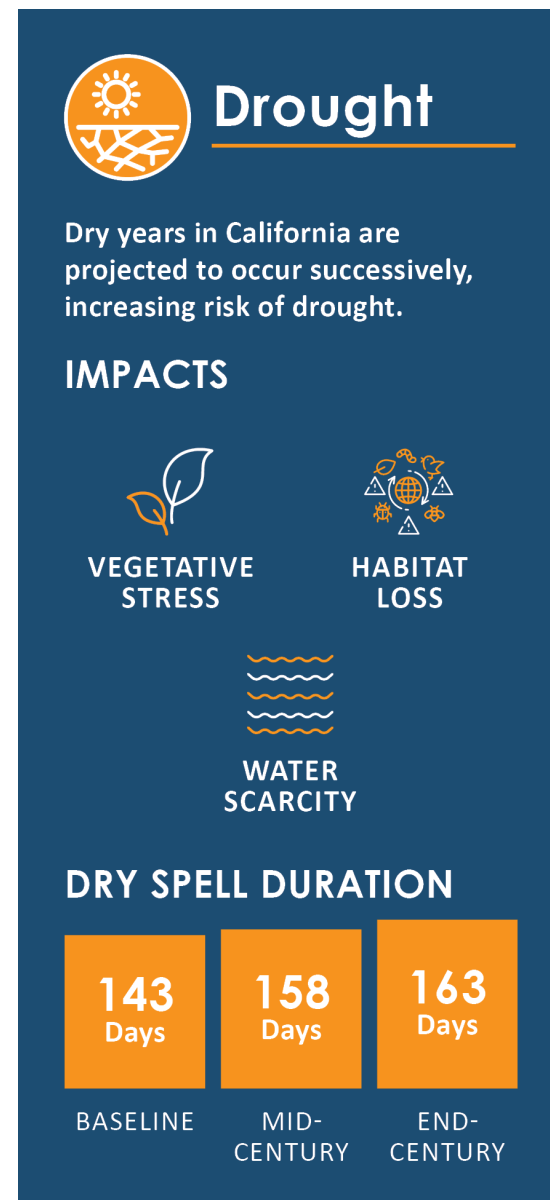 Drought
Dry years in California are
projected to occur successively,
increasing risk of drought.
IMPACTS
VEGETATIVE
STRESS
HABITAT
LOSS
WATER
SCARCITY
DRY SPELL DURATION
143
Days
BASELINE
158
Days
MID-
CENTURY
163
Days
END-
CENTURY